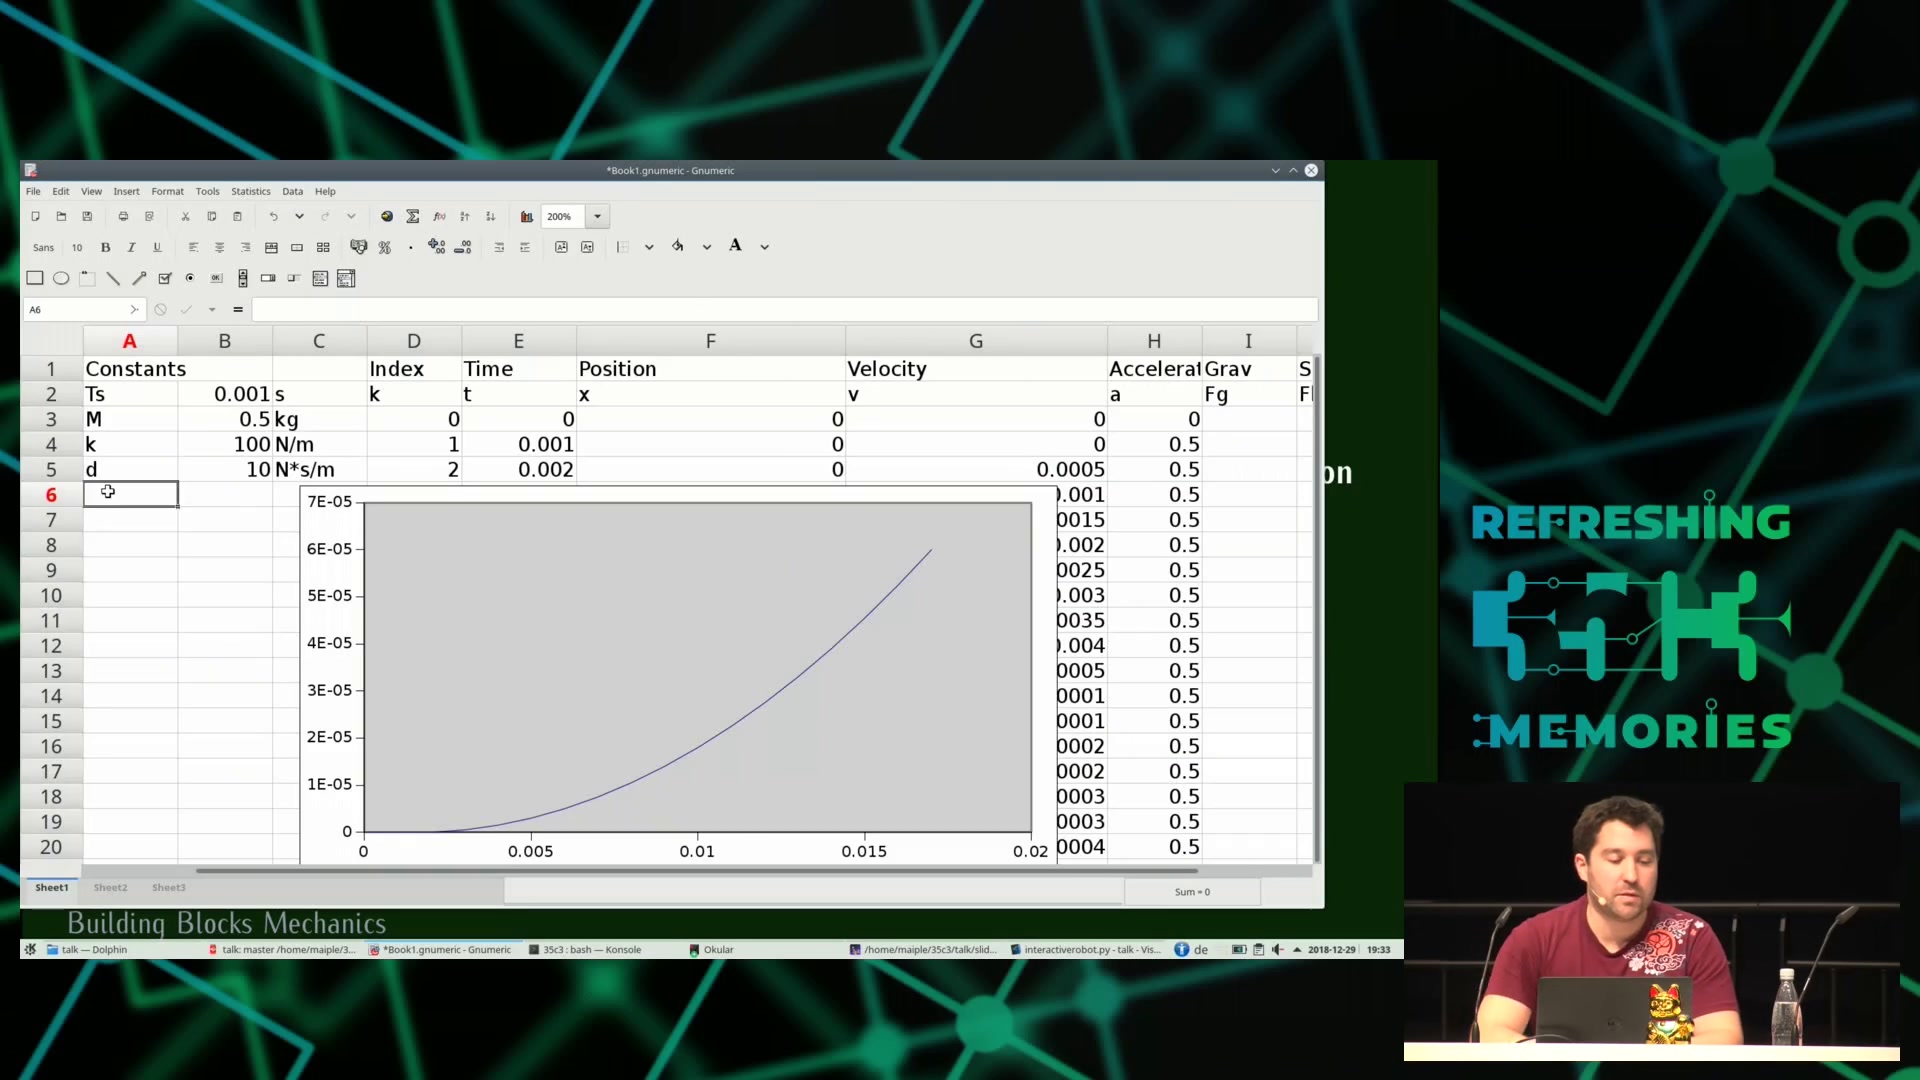 *Book1.gnumeric - Gnumeric
File Edit View Insert Format Tools Statistics Data Help
200%
Sans 10
A6
=
A B C D E F G H I
1 Constants Index Time Position Velocity Accelerat Grav S
2 Ts 0.001 s k t x v a Fg
3 M 0.5 kg 0 0 0 0 0
4 k 100 N/m 1 0.001 0 0 0.5
5 d 10 N*s/m 2 0.002 0 0.0005 0.5
6 .001 0.5
7 0015 0.5
8 .002 0.5
9 0025 0.5
10 .003 0.5
11 0035 0.5
12 .004 0.5
13 0005 0.5
14 0001 0.5
15 0001 0.5
16 0002 0.5
17 0002 0.5
18 0003 0.5
19 0003 0.5
20 0004 0.5
7E-05
6E-05
5E-05
4E-05
3E-05
2E-05
1E-05
0
0 0.005 0.01 0.015 0.02
on
Sheet1 Sheet2 Sheet3
Sum = 0
Building Blocks Mechanics
talk — Dolphin talk: master /home/maiple/3... *Book1.gnumeric - Gnumeric 35c3 : bash — Konsole Okular /home/maiple/35c3/talk/slid... interactiverobot.py - talk - Vis... de 2018-12-29 19:33
REFRESHING
MEMORIES